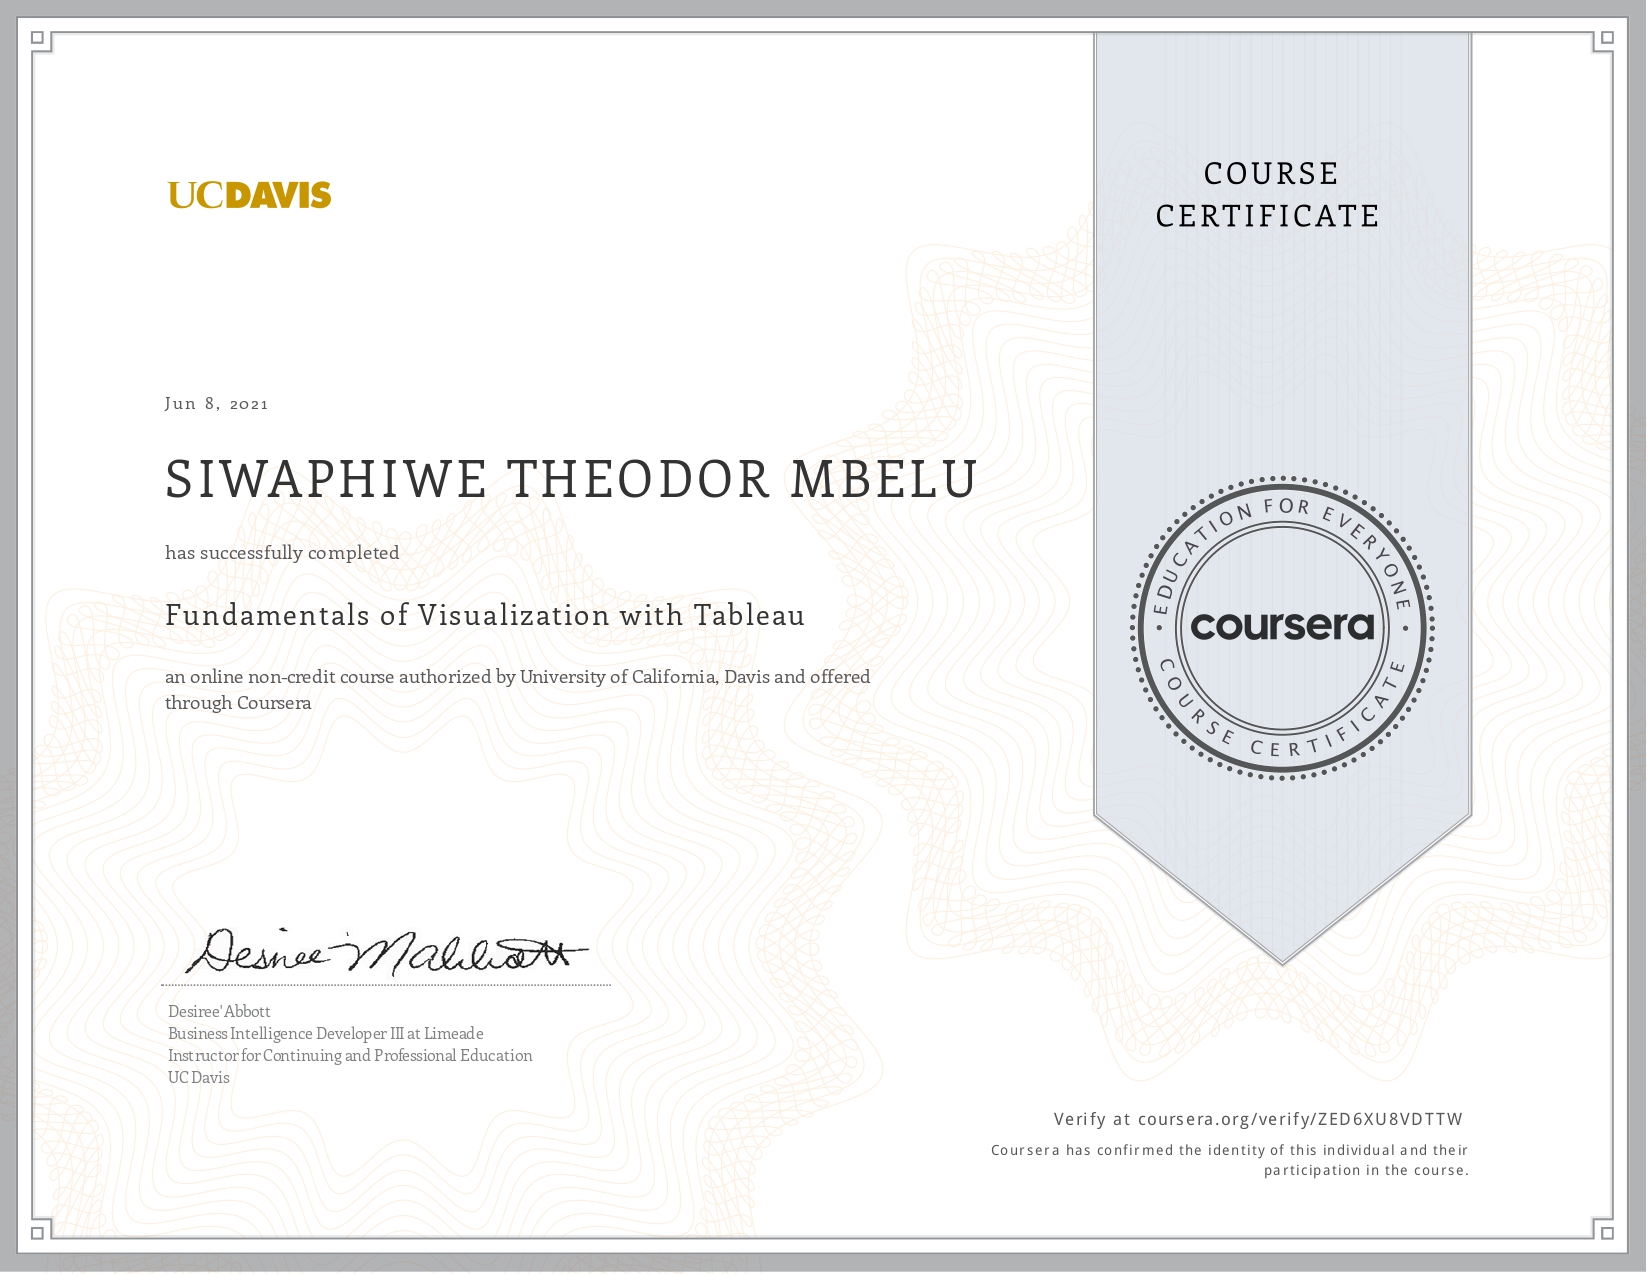 COURSE
CERTIFICATE
UCDAVIS
Jun 8, 2021
SIWAPHIWE THEODOR MBELU
has successfully completed
Fundamentals of Visualization with Tableau
an online non-credit course authorized by University of California, Davis and offered
through Coursera
EDUCATION FOR EVERYONE
coursera
COURSE CERTIFICATE
Desiree' Abbott
Business Intelligence Developer III at Limeade
Instructor for Continuing and Professional Education
UC Davis
Verify at coursera.org/verify/ZED6XU8VDTTW
Coursera has confirmed the identity of this individual and their
participation in the course.